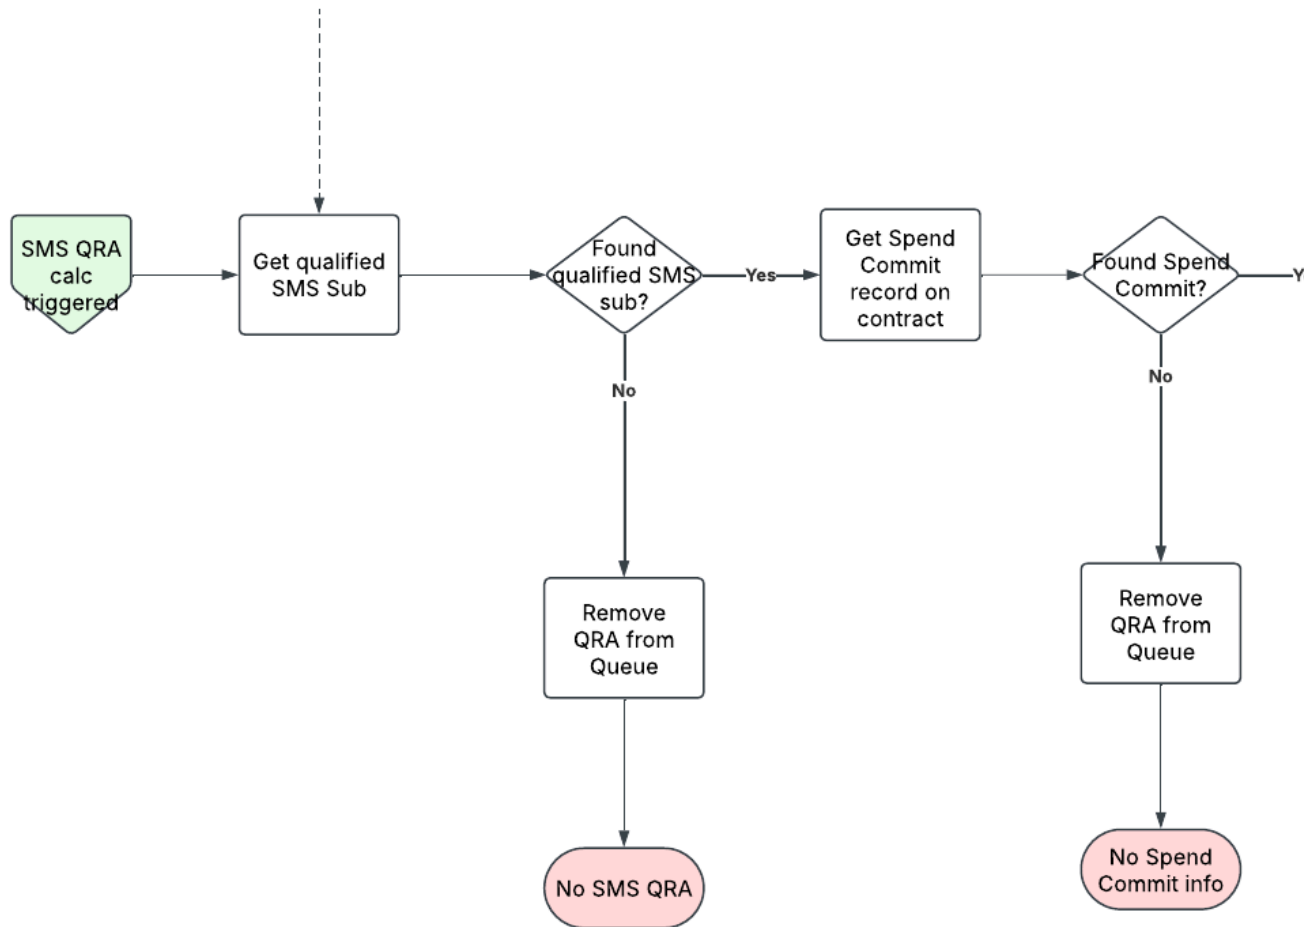 SMS QRA
calc
triggered
Get qualified
SMS Sub
Found
qualified SMS
sub?
Yes
Get Spend
Commit
record on
contract
Found Spend
Commit?
No
Remove
QRA from
Queue
No SMS QRA
No
Remove
QRA from
Queue
No Spend
Commit info